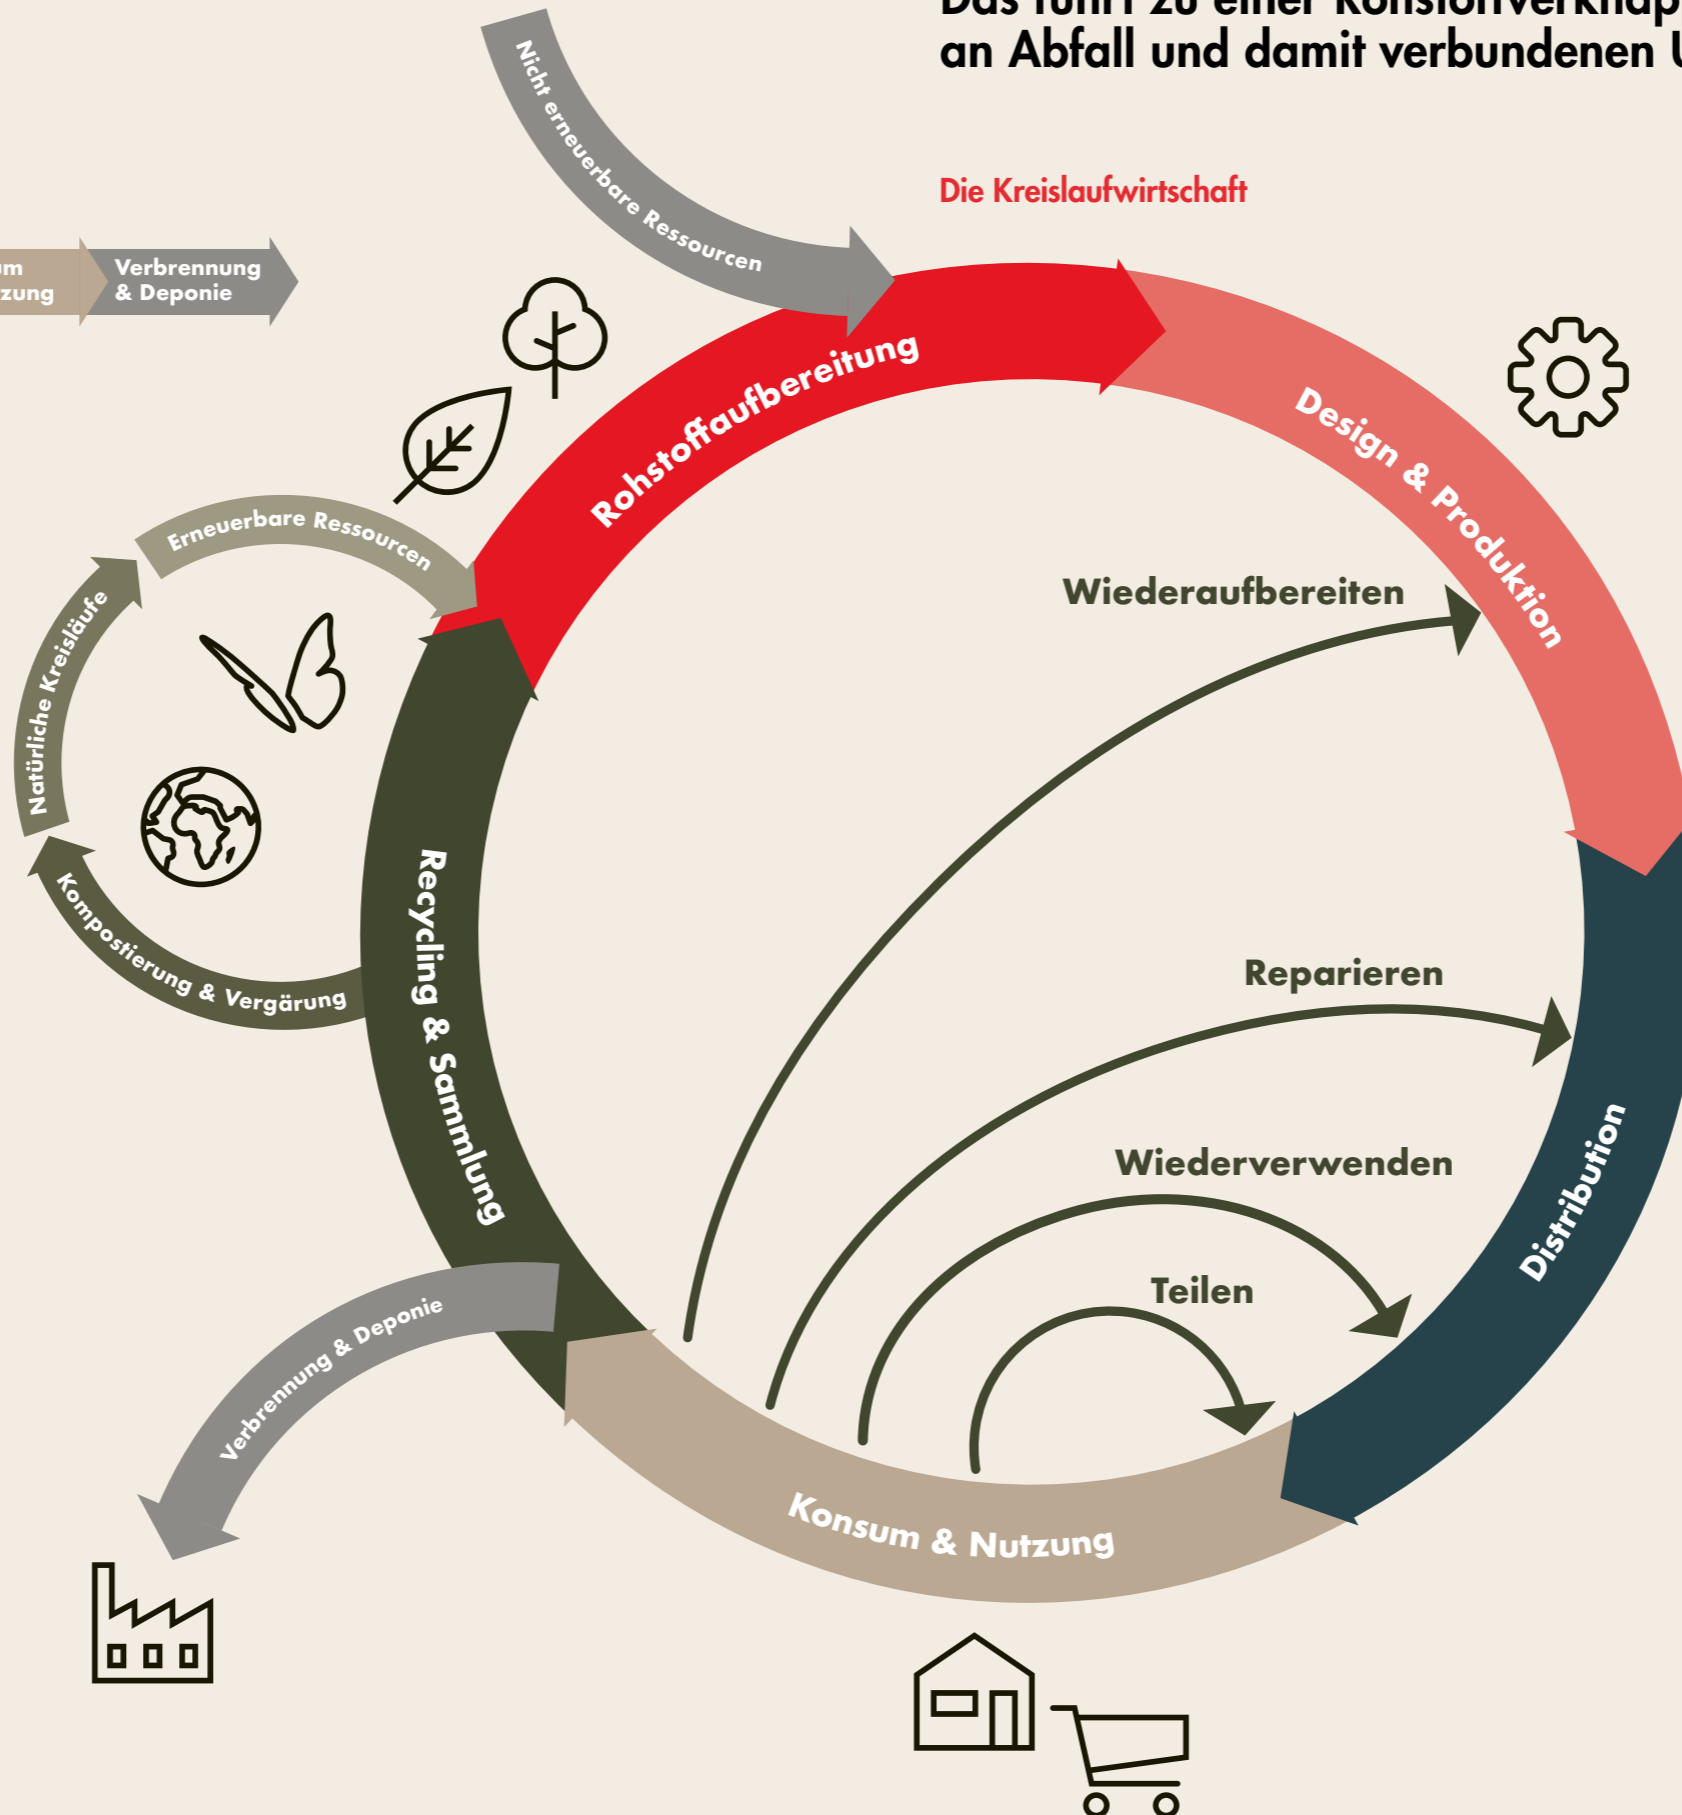 an Abfall und damit verbundenen
Nicht erneuerbare Ressourcen
Die Kreislaufwirtschaft
Verbrennung
& Deponie
Rohstoffaufbereitung
Design & Produktion
Erneuerbare Ressourcen
Wiederaufbereiten
Natürliche Kreisläufe
Kompostierung & Vergärung
Recycling & Sammlung
Reparieren
Distribution
Wiederverwenden
Teilen
Verbrennung & Deponie
Konsum & Nutzung